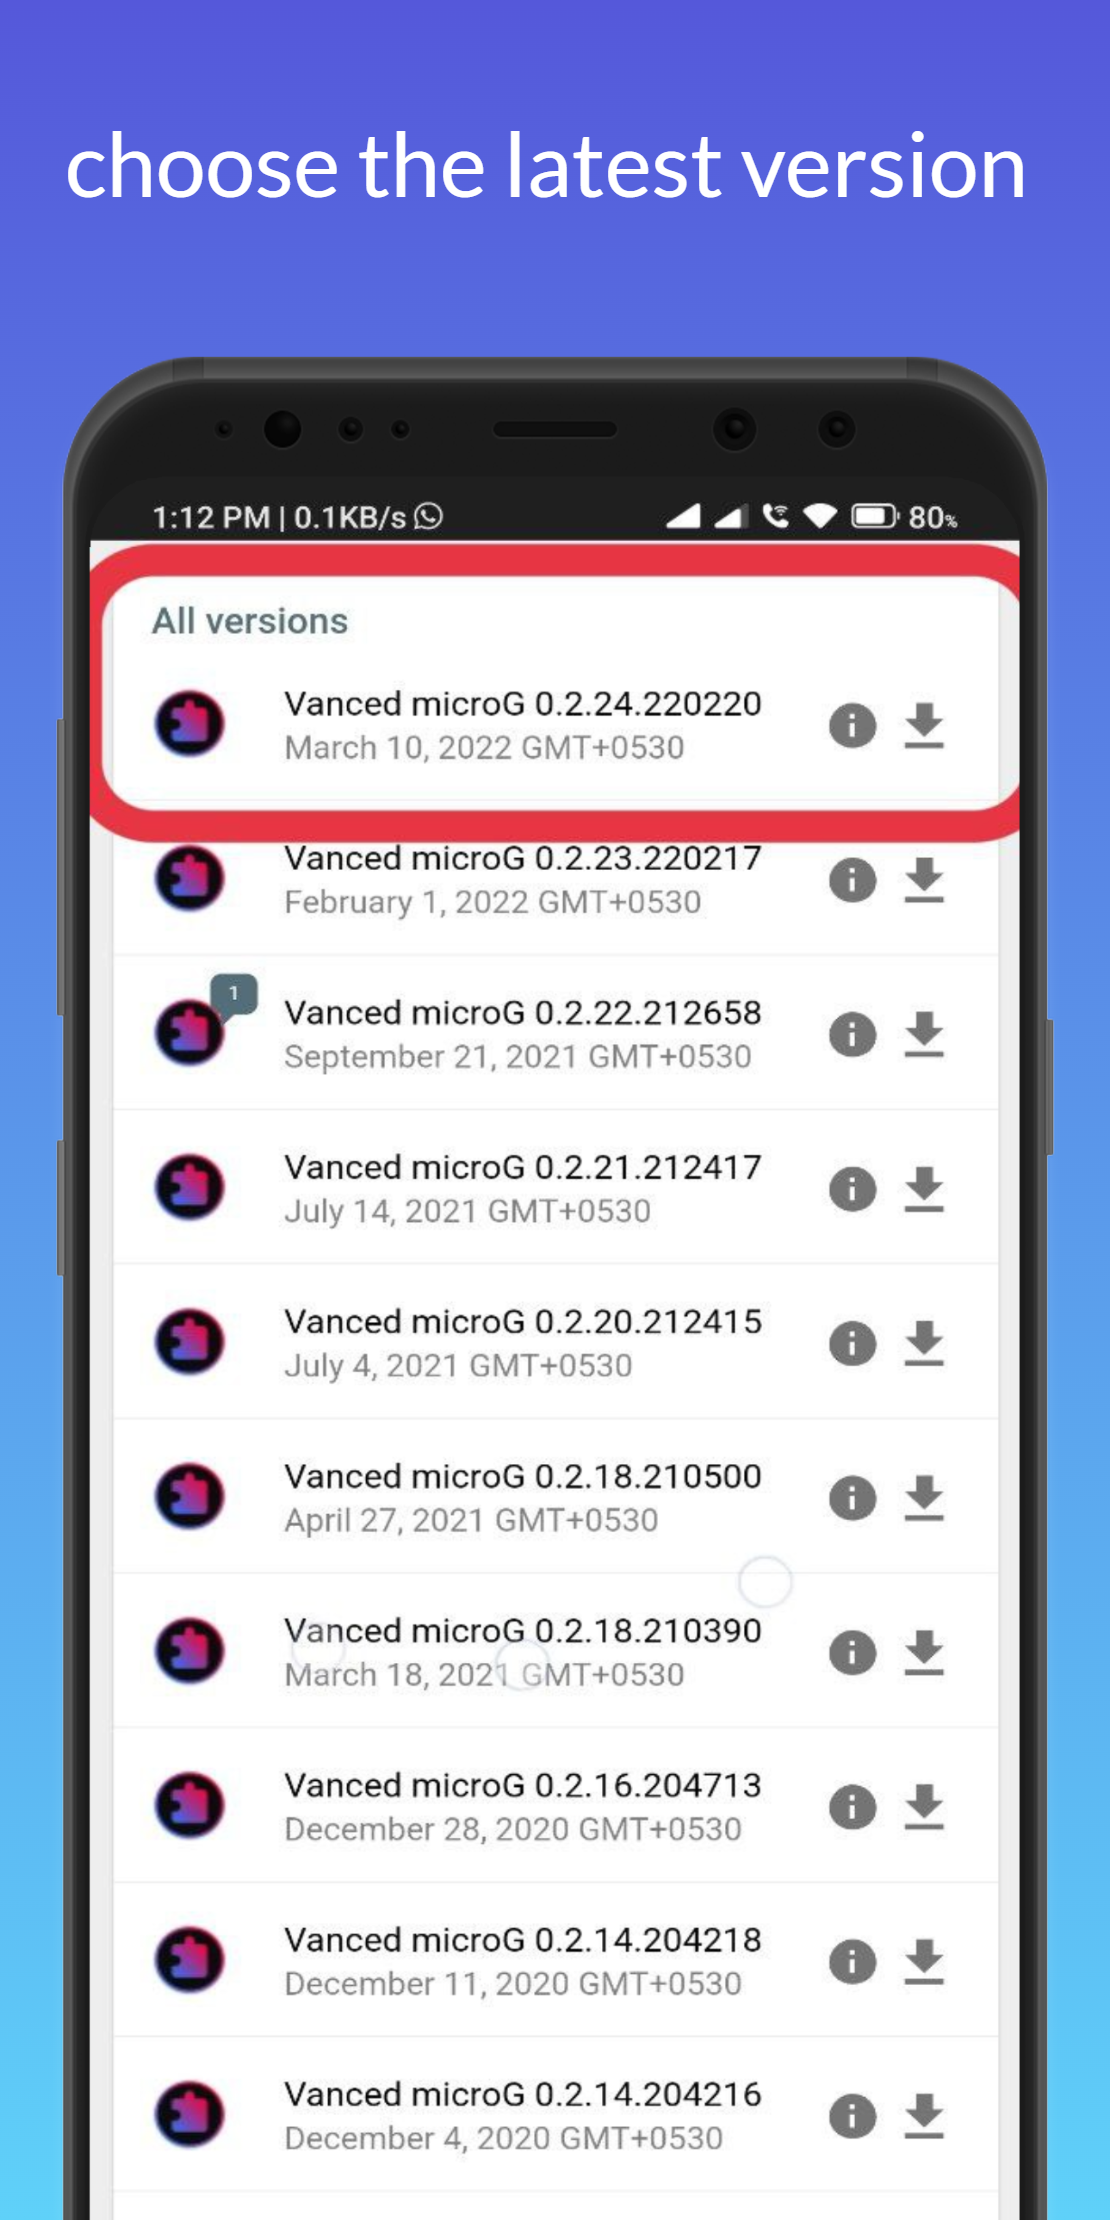 choose the latest version
1:12 PM | 0.1KB/s 80%
All versions
Vanced microG 0.2.24.220220
March 10, 2022 GMT+0530
Vanced microG 0.2.23.220217
February 1, 2022 GMT+0530
1
Vanced microG 0.2.22.212658
September 21, 2021 GMT+0530
Vanced microG 0.2.21.212417
July 14, 2021 GMT+0530
Vanced microG 0.2.20.212415
July 4, 2021 GMT+0530
Vanced microG 0.2.18.210500
April 27, 2021 GMT+0530
Vanced microG 0.2.18.210390
March 18, 2021 GMT+0530
Vanced microG 0.2.16.204713
December 28, 2020 GMT+0530
Vanced microG 0.2.14.204218
December 11, 2020 GMT+0530
Vanced microG 0.2.14.204216
December 4, 2020 GMT+0530